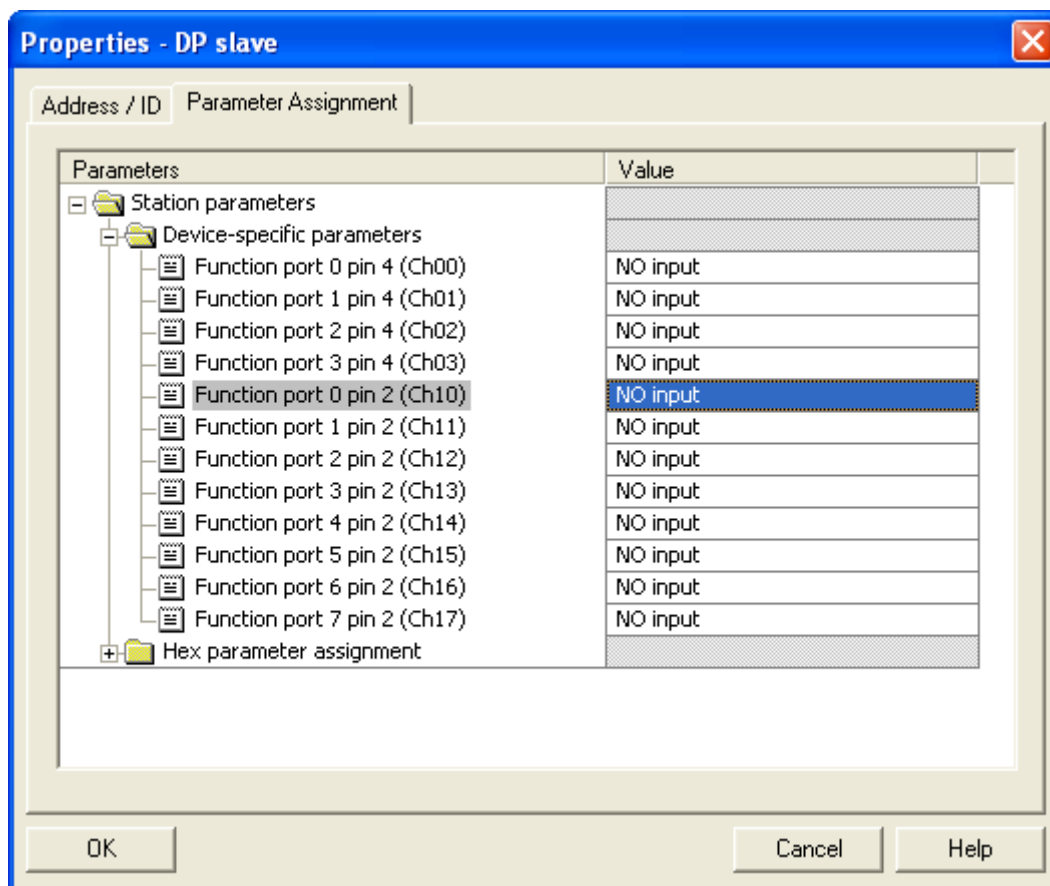 Properties - DP slave
Address / ID Parameter Assignment
Parameters Value
Station parameters
Device-specific parameters
Function port 0 pin 4 (Ch00) NO input
Function port 1 pin 4 (Ch01) NO input
Function port 2 pin 4 (Ch02) NO input
Function port 3 pin 4 (Ch03) NO input
Function port 0 pin 2 (Ch10) NO input
Function port 1 pin 2 (Ch11) NO input
Function port 2 pin 2 (Ch12) NO input
Function port 3 pin 2 (Ch13) NO input
Function port 4 pin 2 (Ch14) NO input
Function port 5 pin 2 (Ch15) NO input
Function port 6 pin 2 (Ch16) NO input
Function port 7 pin 2 (Ch17) NO input
Hex parameter assignment
OK Cancel Help